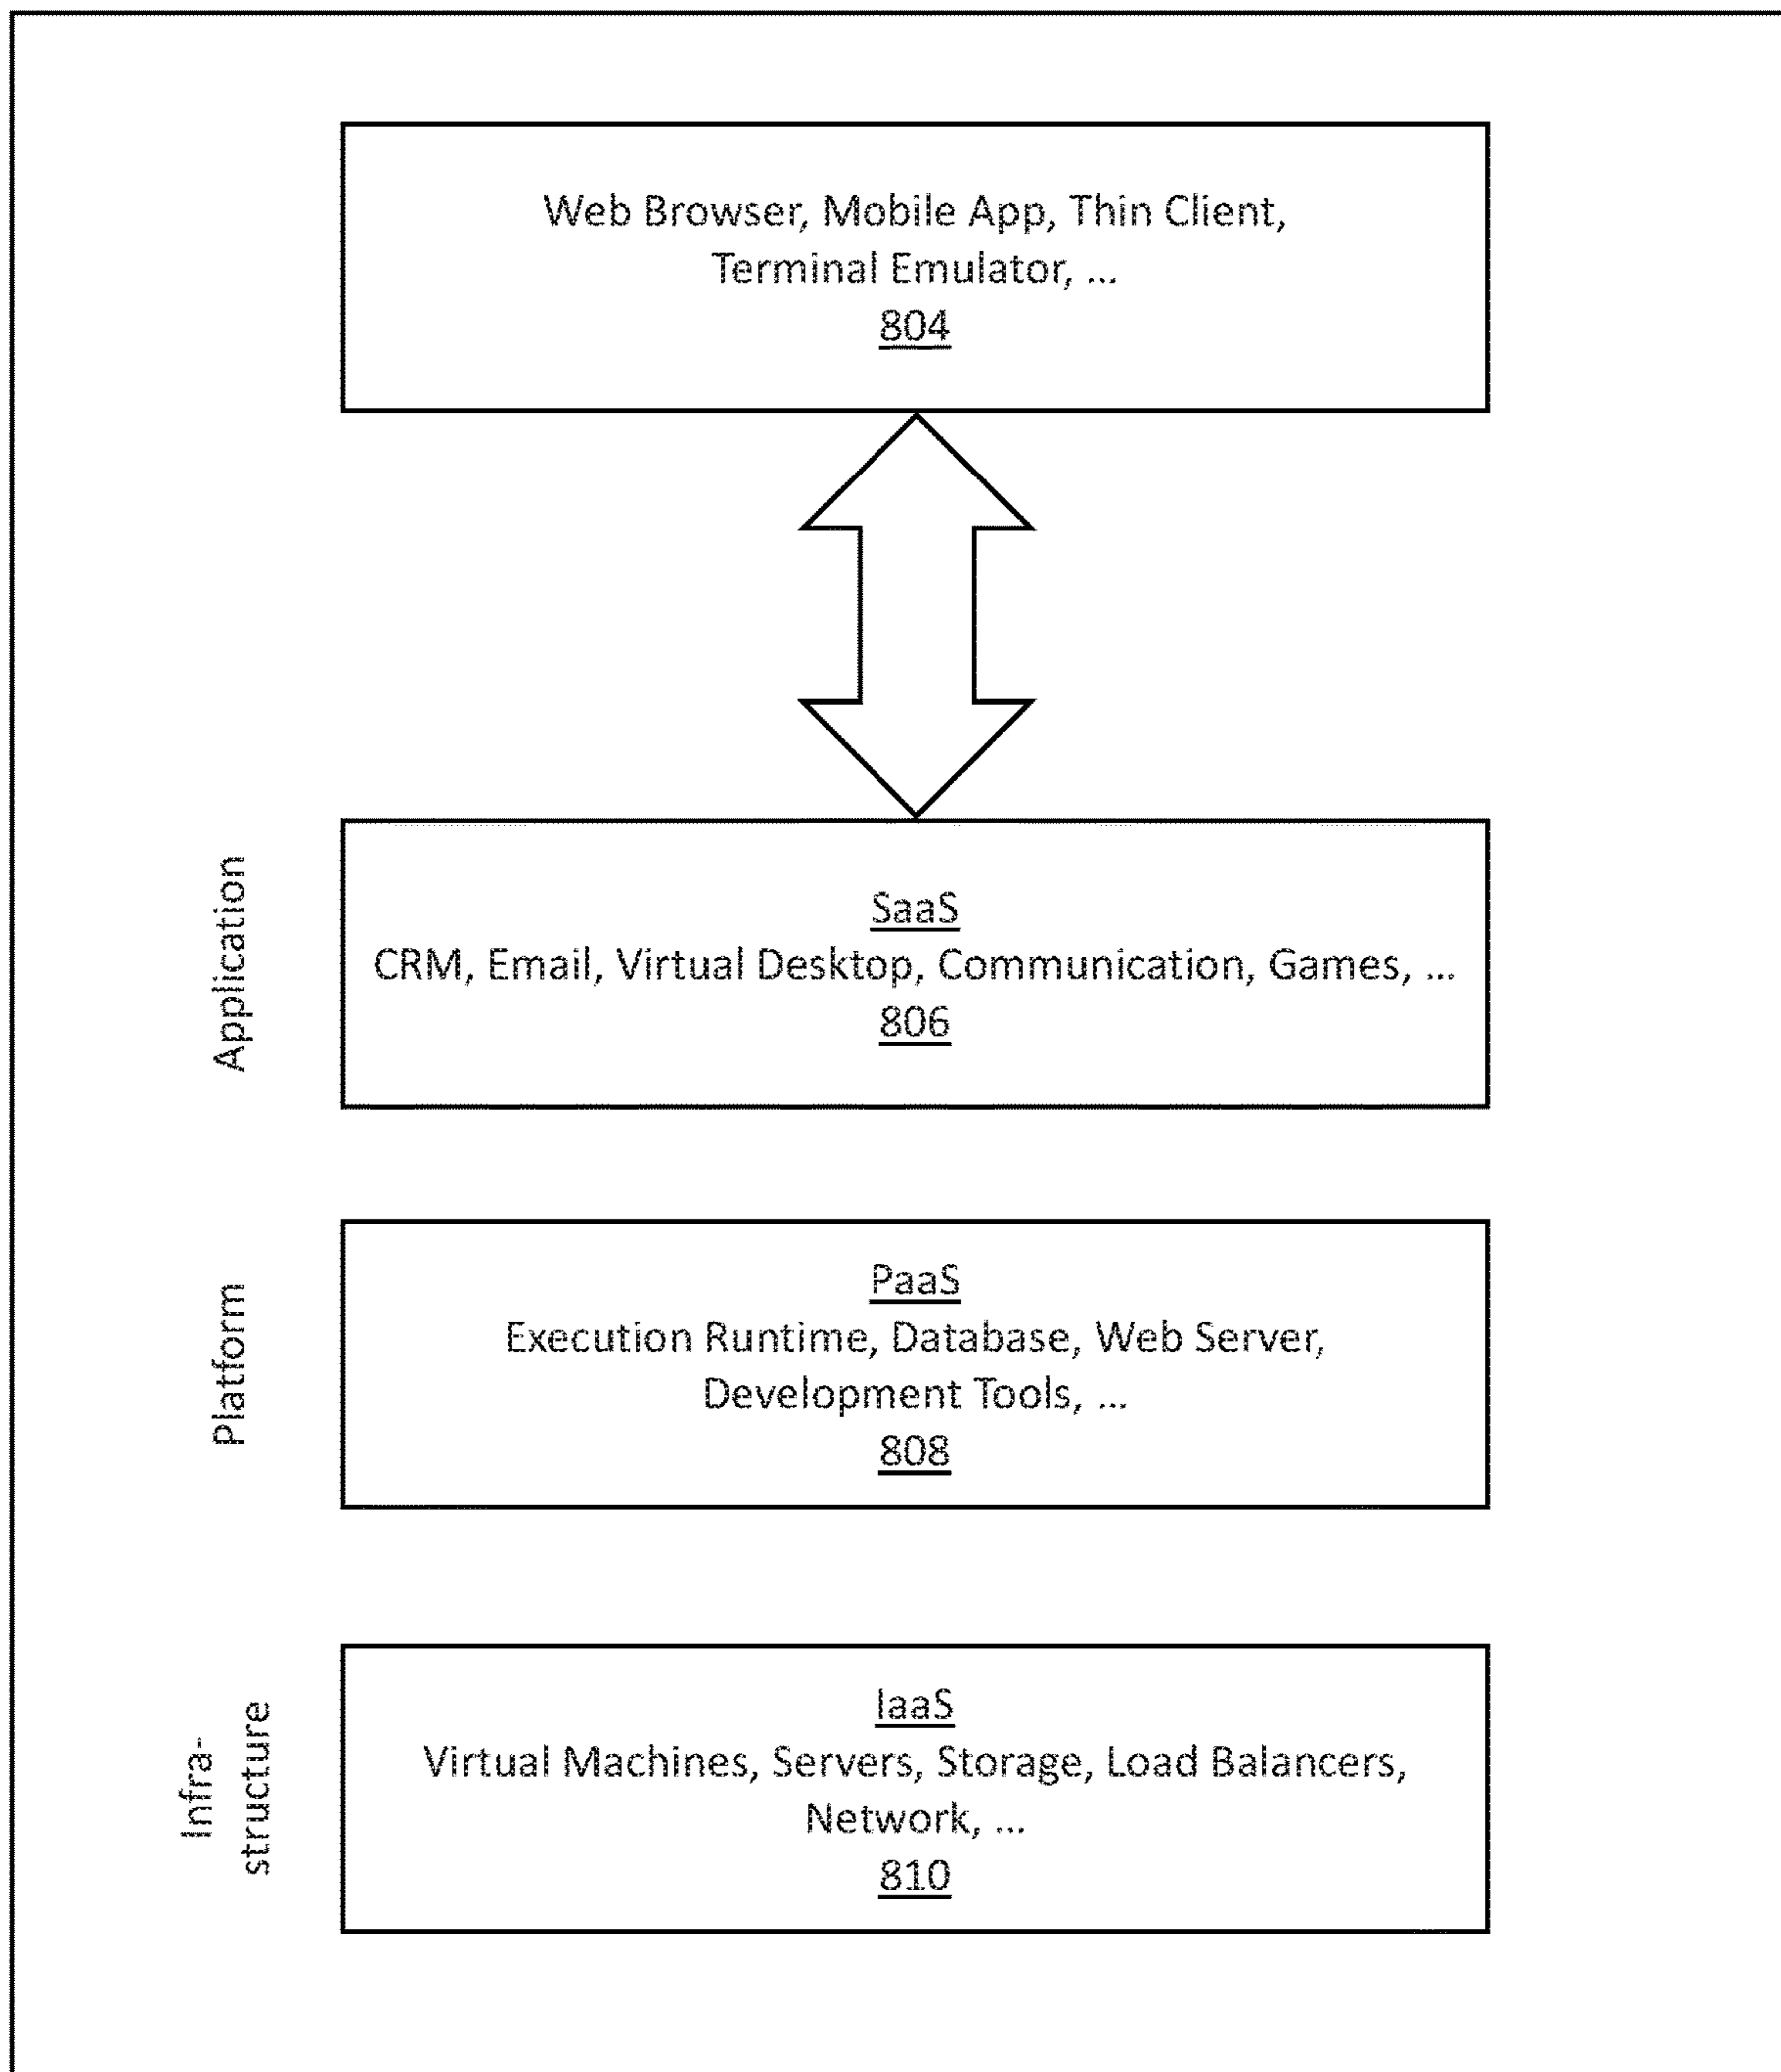 Web Browser, Mobile App, Thin Client,
Terminal Emulator, ...
804
Application
SaaS
CRM, Email, Virtual Desktop, Communication, Games, ...
806
Platform
PaaS
Execution Runtime, Database, Web Server,
Development Tools, ...
808
Infra-
structure
IaaS
Virtual Machines, Servers, Storage, Load Balancers,
Network, ...
810